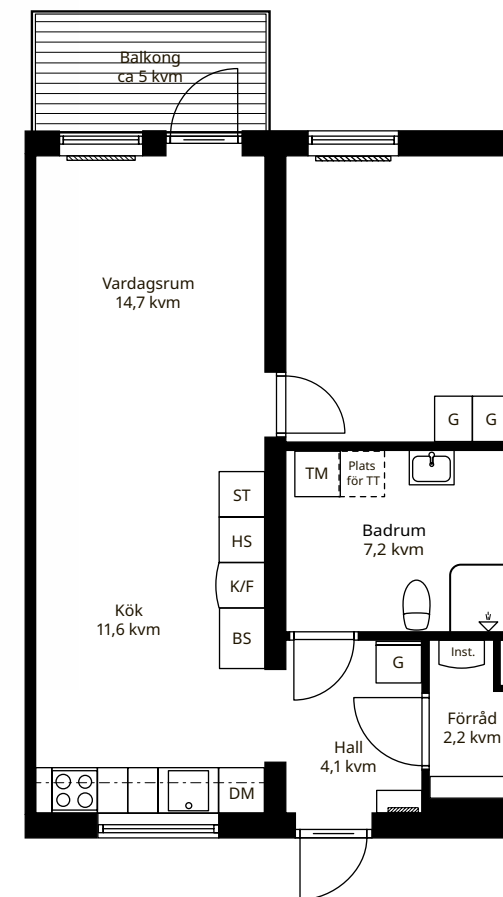 Balkong
ca 5 kvm
Vardagsrum
14,7 kvm
G
G
TM
Plats
för TT
ST
HS
K/F
BS
Badrum
7,2 kvm
Kök
11,6 kvm
G
Inst.
Förråd
2,2 kvm
Hall
4,1 kvm
DM